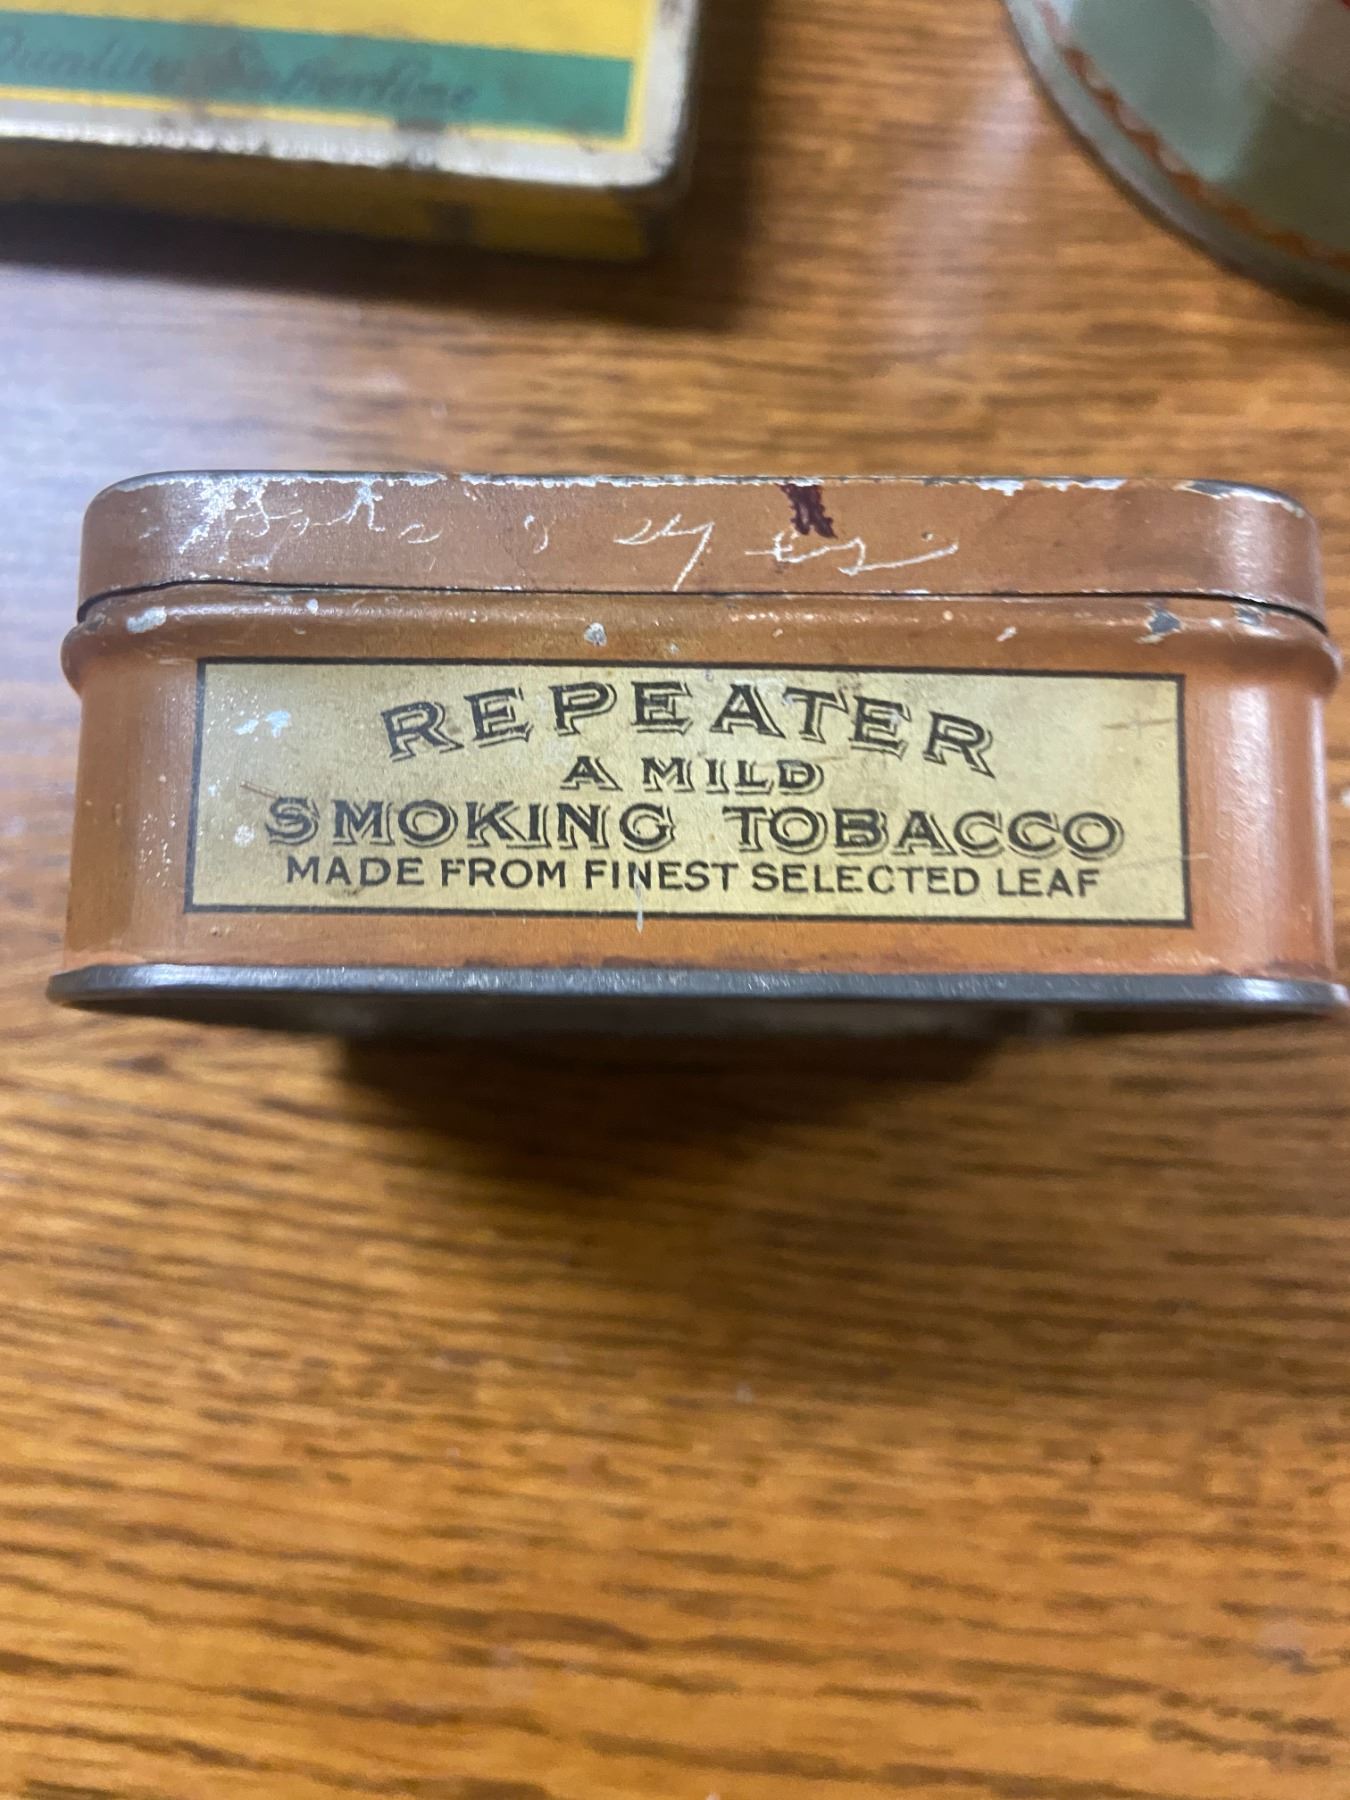 REPEATER
A MILD
SMOKING TOBACCO
MADE FROM FINEST SELECTED LEAF